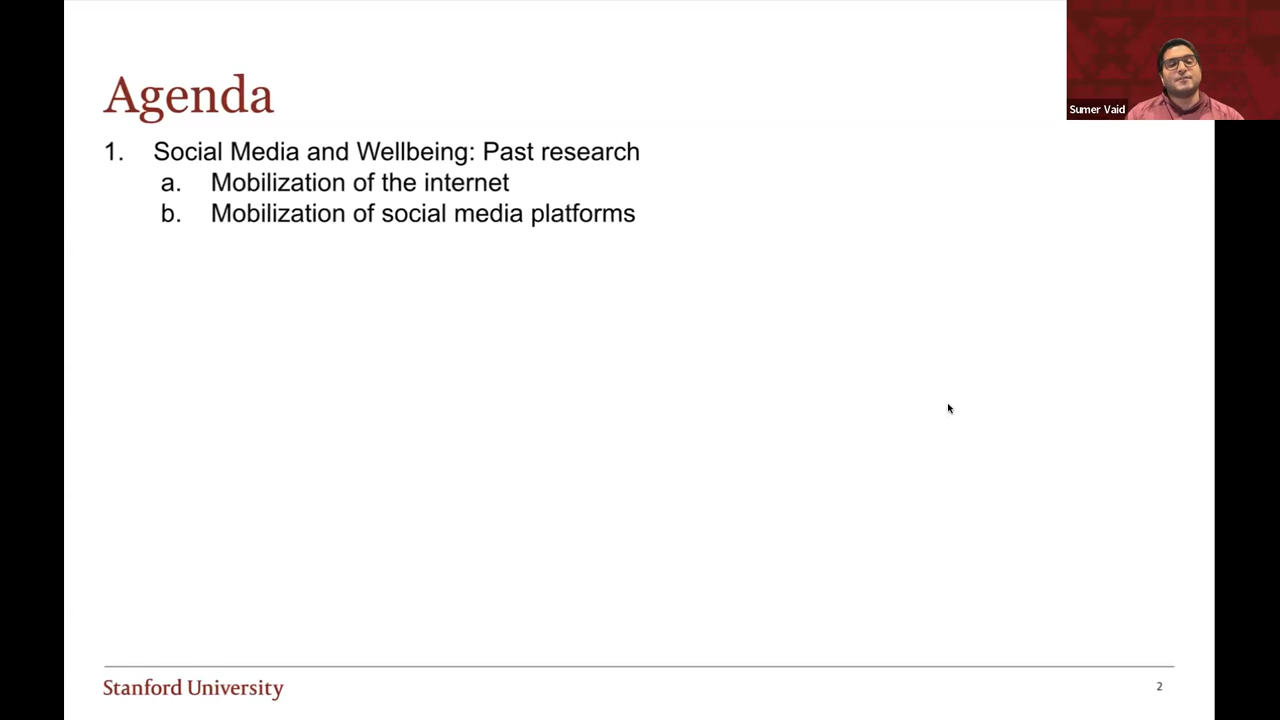 Agenda
Sumer Vaid
1. Social Media and Wellbeing: Past research
a. Mobilization of the internet
b. Mobilization of social media platforms
Stanford University
2